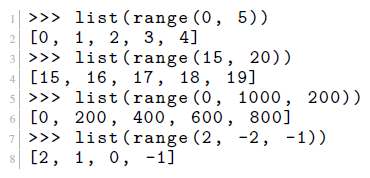 1 >>> list(range(0, 5))
2 [0, 1, 2, 3, 4]
3 >>> list(range(15, 20))
4 [15, 16, 17, 18, 19]
5 >>> list(range(0, 1000, 200))
6 [0, 200, 400, 600, 800]
7 >>> list(range(2, -2, -1))
8 [2, 1, 0, -1]